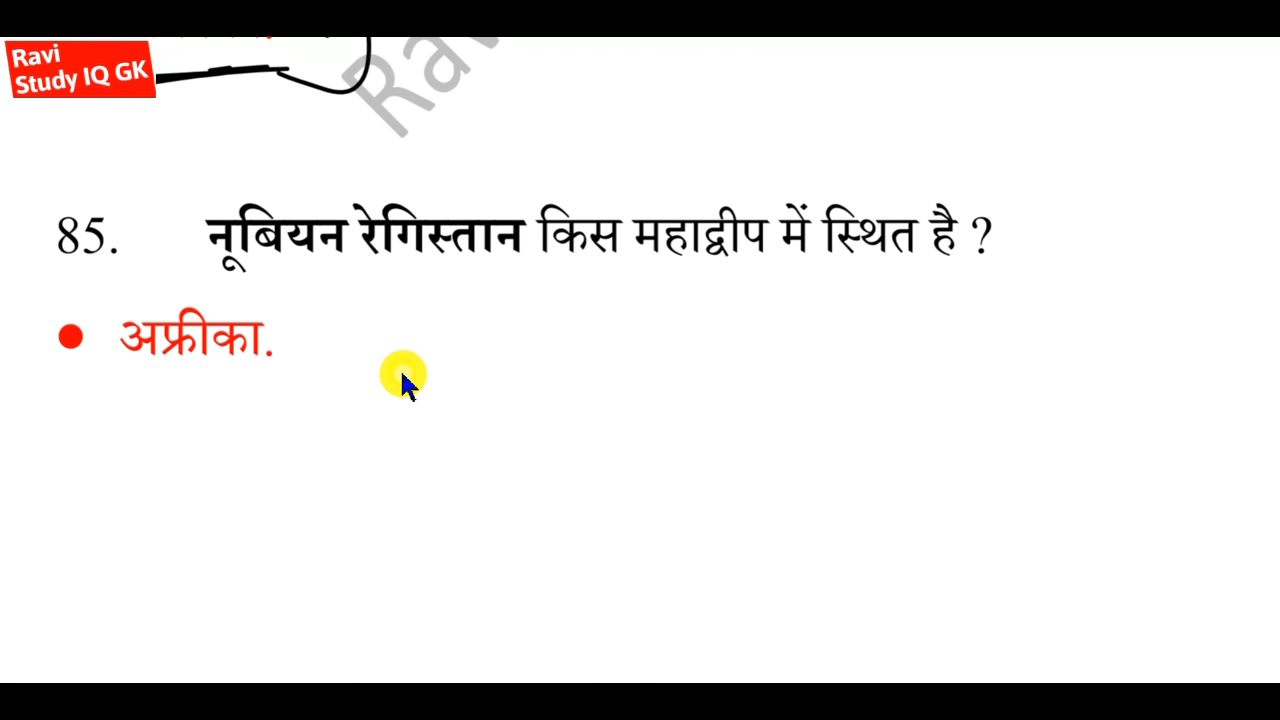 Ravi
Study IQ GK
85. नूबियन रेगिस्तान किस महाद्वीप में स्थित है ?
• अफ्रीका.